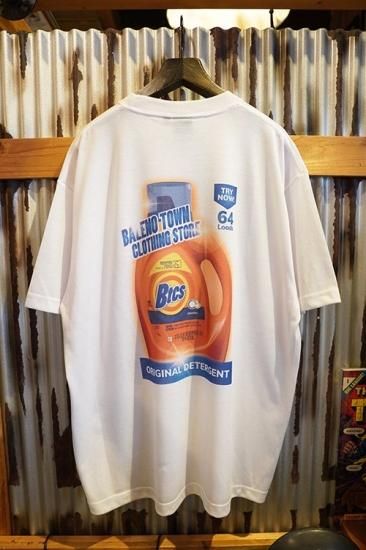 TRY
NOW
64
Loads
BALENO TOWN
CLOTHING STORE
Btcs
ORIGINAL DETERGENT